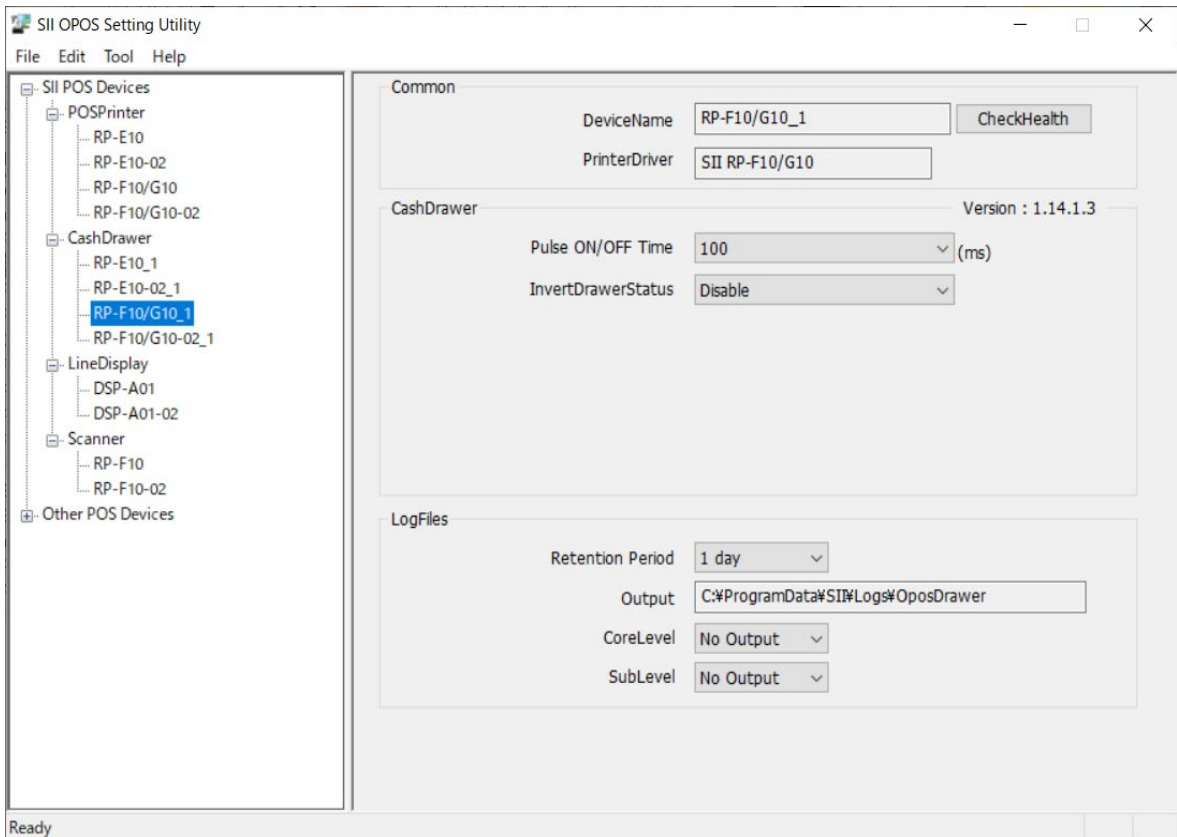 SII OPOS Setting Utility
File Edit Tool Help
SII POS Devices
POSPrinter
RP-E10
RP-E10-02
RP-F10/G10
RP-F10/G10-02
CashDrawer
RP-E10_1
RP-E10-02_1
RP-F10/G10_1
RP-F10/G10-02_1
LineDisplay
DSP-A01
DSP-A01-02
Scanner
RP-F10
RP-F10-02
Other POS Devices
Common
DeviceName RP-F10/G10_1 CheckHealth
PrinterDriver SII RP-F10/G10
CashDrawer Version : 1.14.1.3
Pulse ON/OFF Time 100 (ms)
InvertDrawerStatus Disable
LogFiles
Retention Period 1 day
Output C:¥ProgramData¥SII¥Logs¥OposDrawer
CoreLevel No Output
SubLevel No Output
Ready